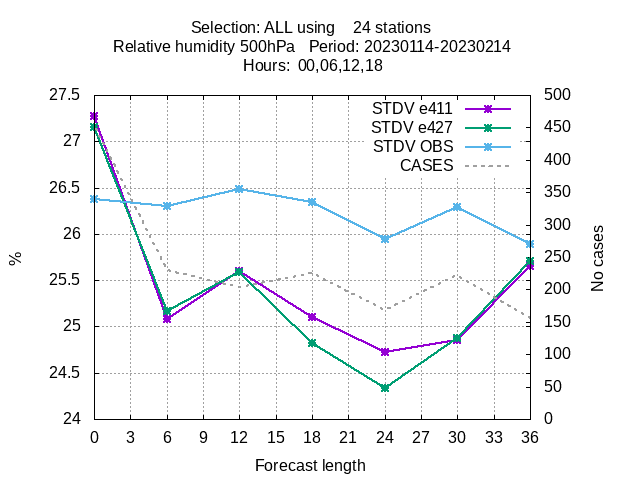 Selection: ALL using    24 stations
Relative humidity 500hPa   Period: 20230114-20230214
Hours:  00,06,12,18
27.5
27
26.5
26
25.5
25
24.5
24
%
STDV e411
STDV e427
STDV OBS
CASES
500
450
400
350
300
250
200
150
100
50
0
No cases
0 3 6 9 12 15 18 21 24 27 30 33 36
Forecast length